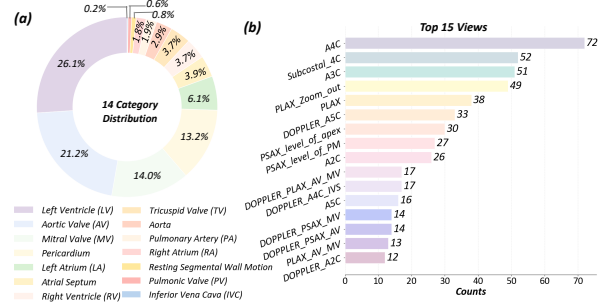 (a)
0.2%
0.6%
0.8%
1.8%
1.9%
2.9%
3.7%
3.7%
3.9%
6.1%
13.2%
14.0%
21.2%
26.1%
14 Category
Distribution
Left Ventricle (LV)
Aortic Valve (AV)
Mitral Valve (MV)
Pericardium
Left Atrium (LA)
Atrial Septum
Right Ventricle (RV)
Tricuspid Valve (TV)
Aorta
Pulmonary Artery (PA)
Right Atrium (RA)
Resting Segmental Wall Motion
Pulmonic Valve (PV)
Inferior Vena Cava (IVC)
(b)
Top 15 Views
A4C 72
Subcostal_4C 52
A3C 51
PLAX_Zoom_out 49
PLAX 38
DOPPLER_A5C 33
PSAX_level_of_apex 30
PSAX_level_of_PM 27
A2C 26
DOPPLER_PLAX_AV_MV 17
DOPPLER_A4C_IVS 17
A5C 16
DOPPLER_PSAX_MV 14
DOPPLER_PSAX_AV 14
PLAX_AV_MV 13
DOPPLER_A2C 12
0 10 20 30 40 50 60 70
Counts